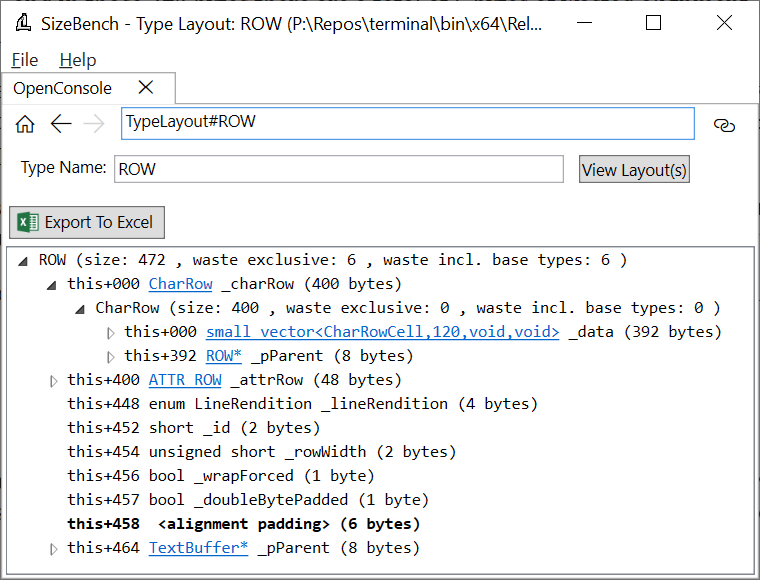 SizeBench - Type Layout: ROW (P:\Repos\terminal\bin\x64\Rel...
File Help
OpenConsole
TypeLayout#ROW
Type Name: ROW View Layout(s)
Export To Excel
ROW (size: 472 , waste exclusive: 6 , waste incl. base types: 6 )
this+000 CharRow _charRow (400 bytes)
CharRow (size: 400 , waste exclusive: 0 , waste incl. base types: 0 )
this+000 small_vector<CharRowCell,120,void,void> _data (392 bytes)
this+392 ROW* _pParent (8 bytes)
this+400 ATTR_ROW _attrRow (48 bytes)
this+448 enum LineRendition _lineRendition (4 bytes)
this+452 short _id (2 bytes)
this+454 unsigned short _rowWidth (2 bytes)
this+456 bool _wrapForced (1 byte)
this+457 bool _doubleBytePadded (1 byte)
this+458 <alignment padding> (6 bytes)
this+464 TextBuffer* _pParent (8 bytes)